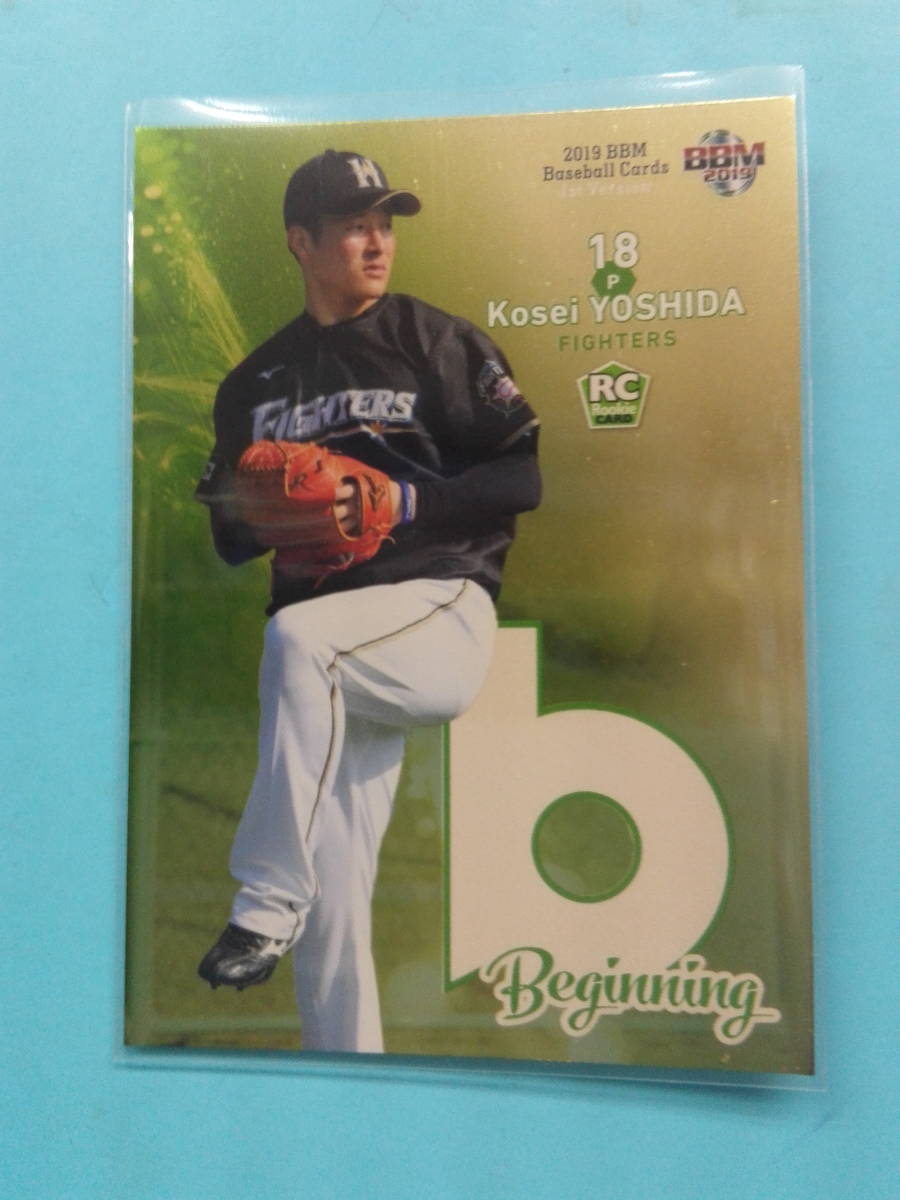 2019 BBM
Baseball Cards
1st Version
BBM
2019
18
P
Kosei YOSHIDA
FIGHTERS
RC
Rookie
CARD
W
FIGHTERS
b
Beginning